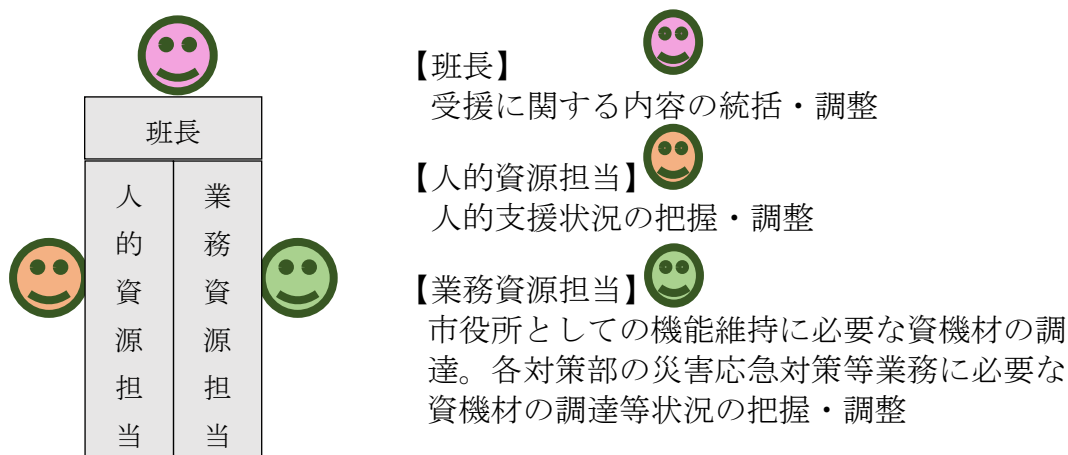 班長
人的資源担当
業務資源担当
【班長】
受援に関する内容の統括・調整
【人的資源担当】
人的支援状況の把握・調整
【業務資源担当】
市役所としての機能維持に必要な資機材の調
達。各対策部の災害応急対策等業務に必要な
資機材の調達等状況の把握・調整